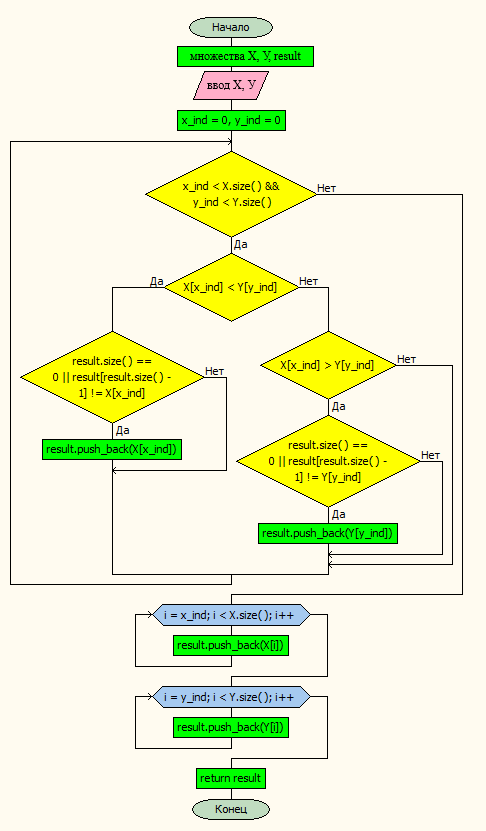 Начало
множества X, Y, result
ввод X, У
x_ind = 0, y_ind = 0
x_ind < X.size() &&
y_ind < Y.size()
Нет
Да
X[x_ind] < Y[y_ind]
Да
Нет
result.size() ==
0 || result[result.size() -
1] != X[x_ind]
Нет
X[x_ind] > Y[y_ind]
Нет
Да
result.push_back(X[x_ind])
Да
result.size() ==
0 || result[result.size() -
1] != Y[y_ind]
Нет
Да
result.push_back(Y[y_ind])
i = x_ind; i < X.size(); i++
result.push_back(X[i])
i = y_ind; i < Y.size(); i++
result.push_back(Y[i])
return result
Конец